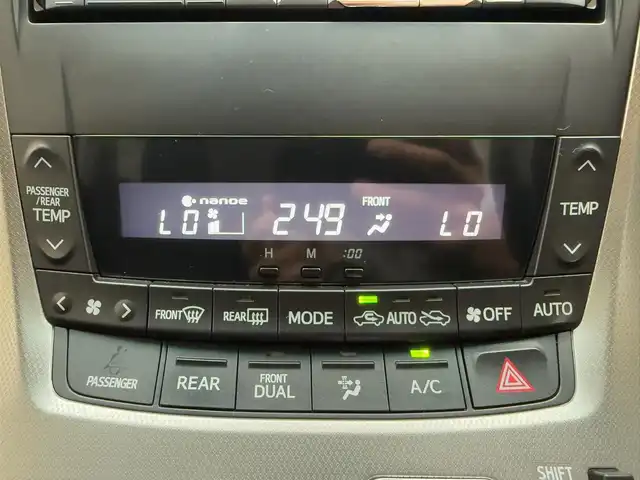 nanoe
LO
249
FRONT
LO
PASSENGER
/REAR
TEMP
TEMP
H M :00
FRONT
REAR
MODE
AUTO
OFF
AUTO
PASSENGER
REAR
FRONT
DUAL
A/C
SHIFT